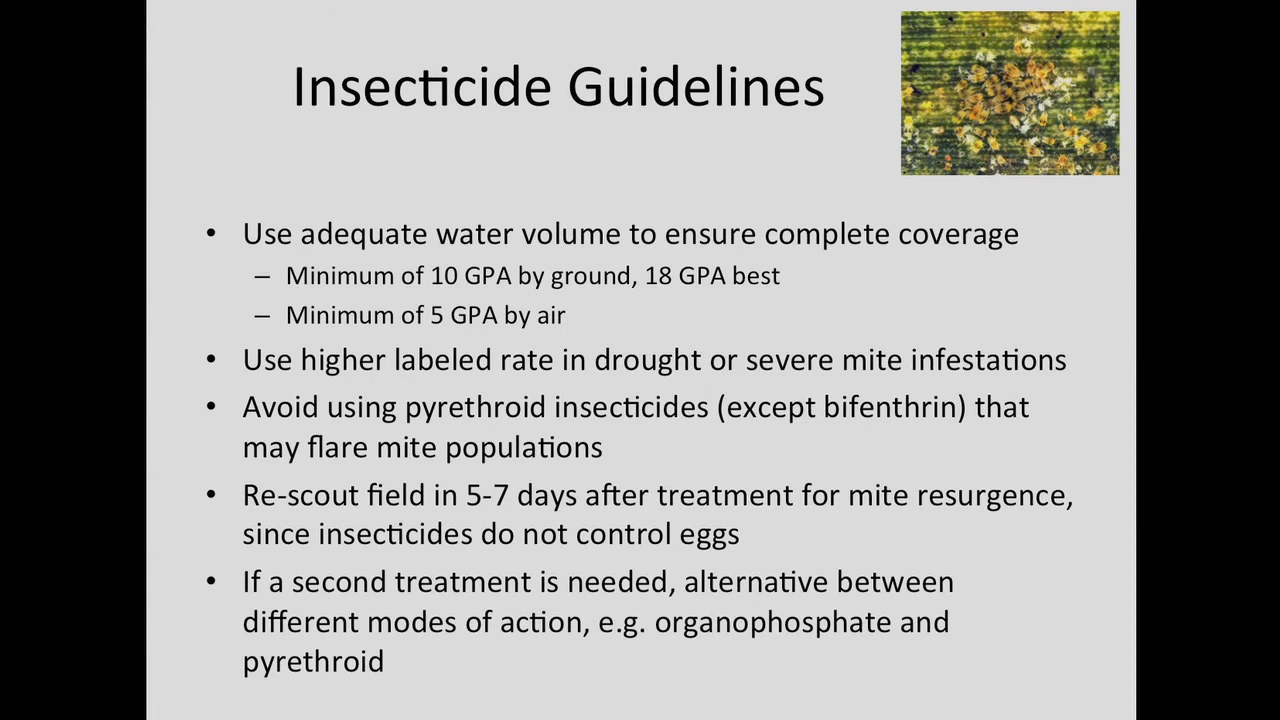 Insecticide Guidelines
• Use adequate water volume to ensure complete coverage
– Minimum of 10 GPA by ground, 18 GPA best
– Minimum of 5 GPA by air
• Use higher labeled rate in drought or severe mite infestations
• Avoid using pyrethroid insecticides (except bifenthrin) that
may flare mite populations
• Re-scout field in 5-7 days after treatment for mite resurgence,
since insecticides do not control eggs
• If a second treatment is needed, alternative between
different modes of action, e.g. organophosphate and
pyrethroid